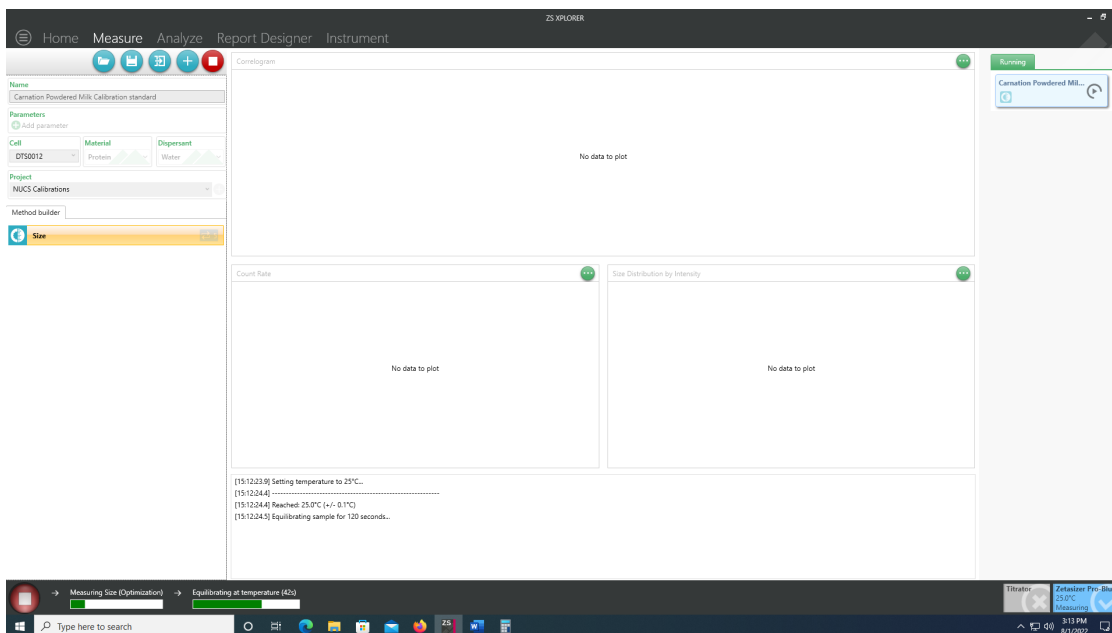 ZS XPLORER
Home Measure Analyze Report Designer Instrument
Name
Carnation Powdered Milk Calibration standard
Parameters
Add parameter
Cell Material Dispersant
DTS0012 Protein Water
Project
NUCS Calibrations
Method builder
Size
Correlogram
No data to plot
Count Rate
No data to plot
Size Distribution by Intensity
No data to plot
[15:12:23.9] Setting temperature to 25°C...
[15:12:24.4] ------------------------------------------------------------
[15:12:24.4] Reached: 25.0°C (+/- 0.1°C)
[15:12:24.5] Equilibrating sample for 120 seconds...
Running
Carnation Powdered Mil...
→ Measuring Size (Optimization) → Equilibrating at temperature (42s)
Titrator
Zetasizer Pro-Blu
25.0°C
Measuring
Type here to search
ZS
W
3:13 PM
8/1/2022